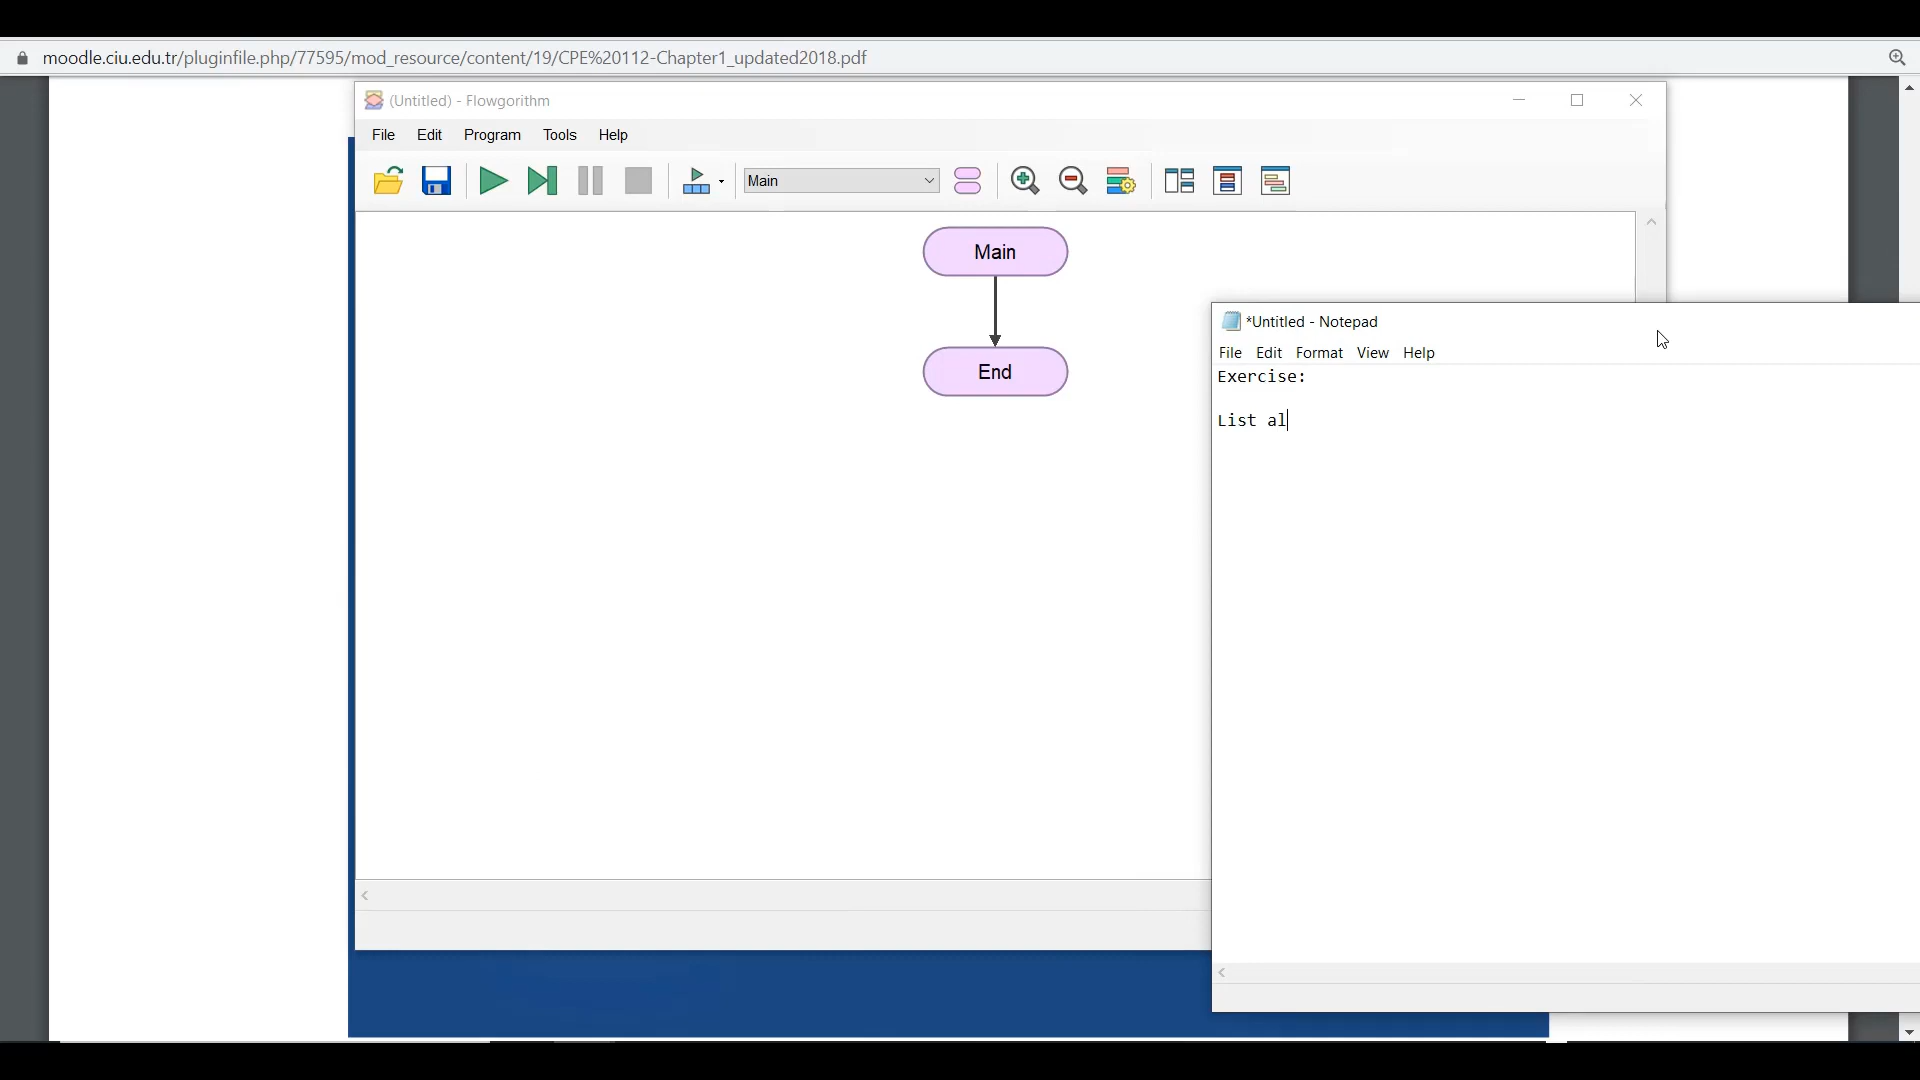 moodle.ciu.edu.tr/pluginfile.php/77595/mod_resource/content/19/CPE%20112-Chapter1_updated2018.pdf
(Untitled) - Flowgorithm
File Edit Program Tools Help
Main
Main
End
*Untitled - Notepad
File Edit Format View Help
Exercise:
List al